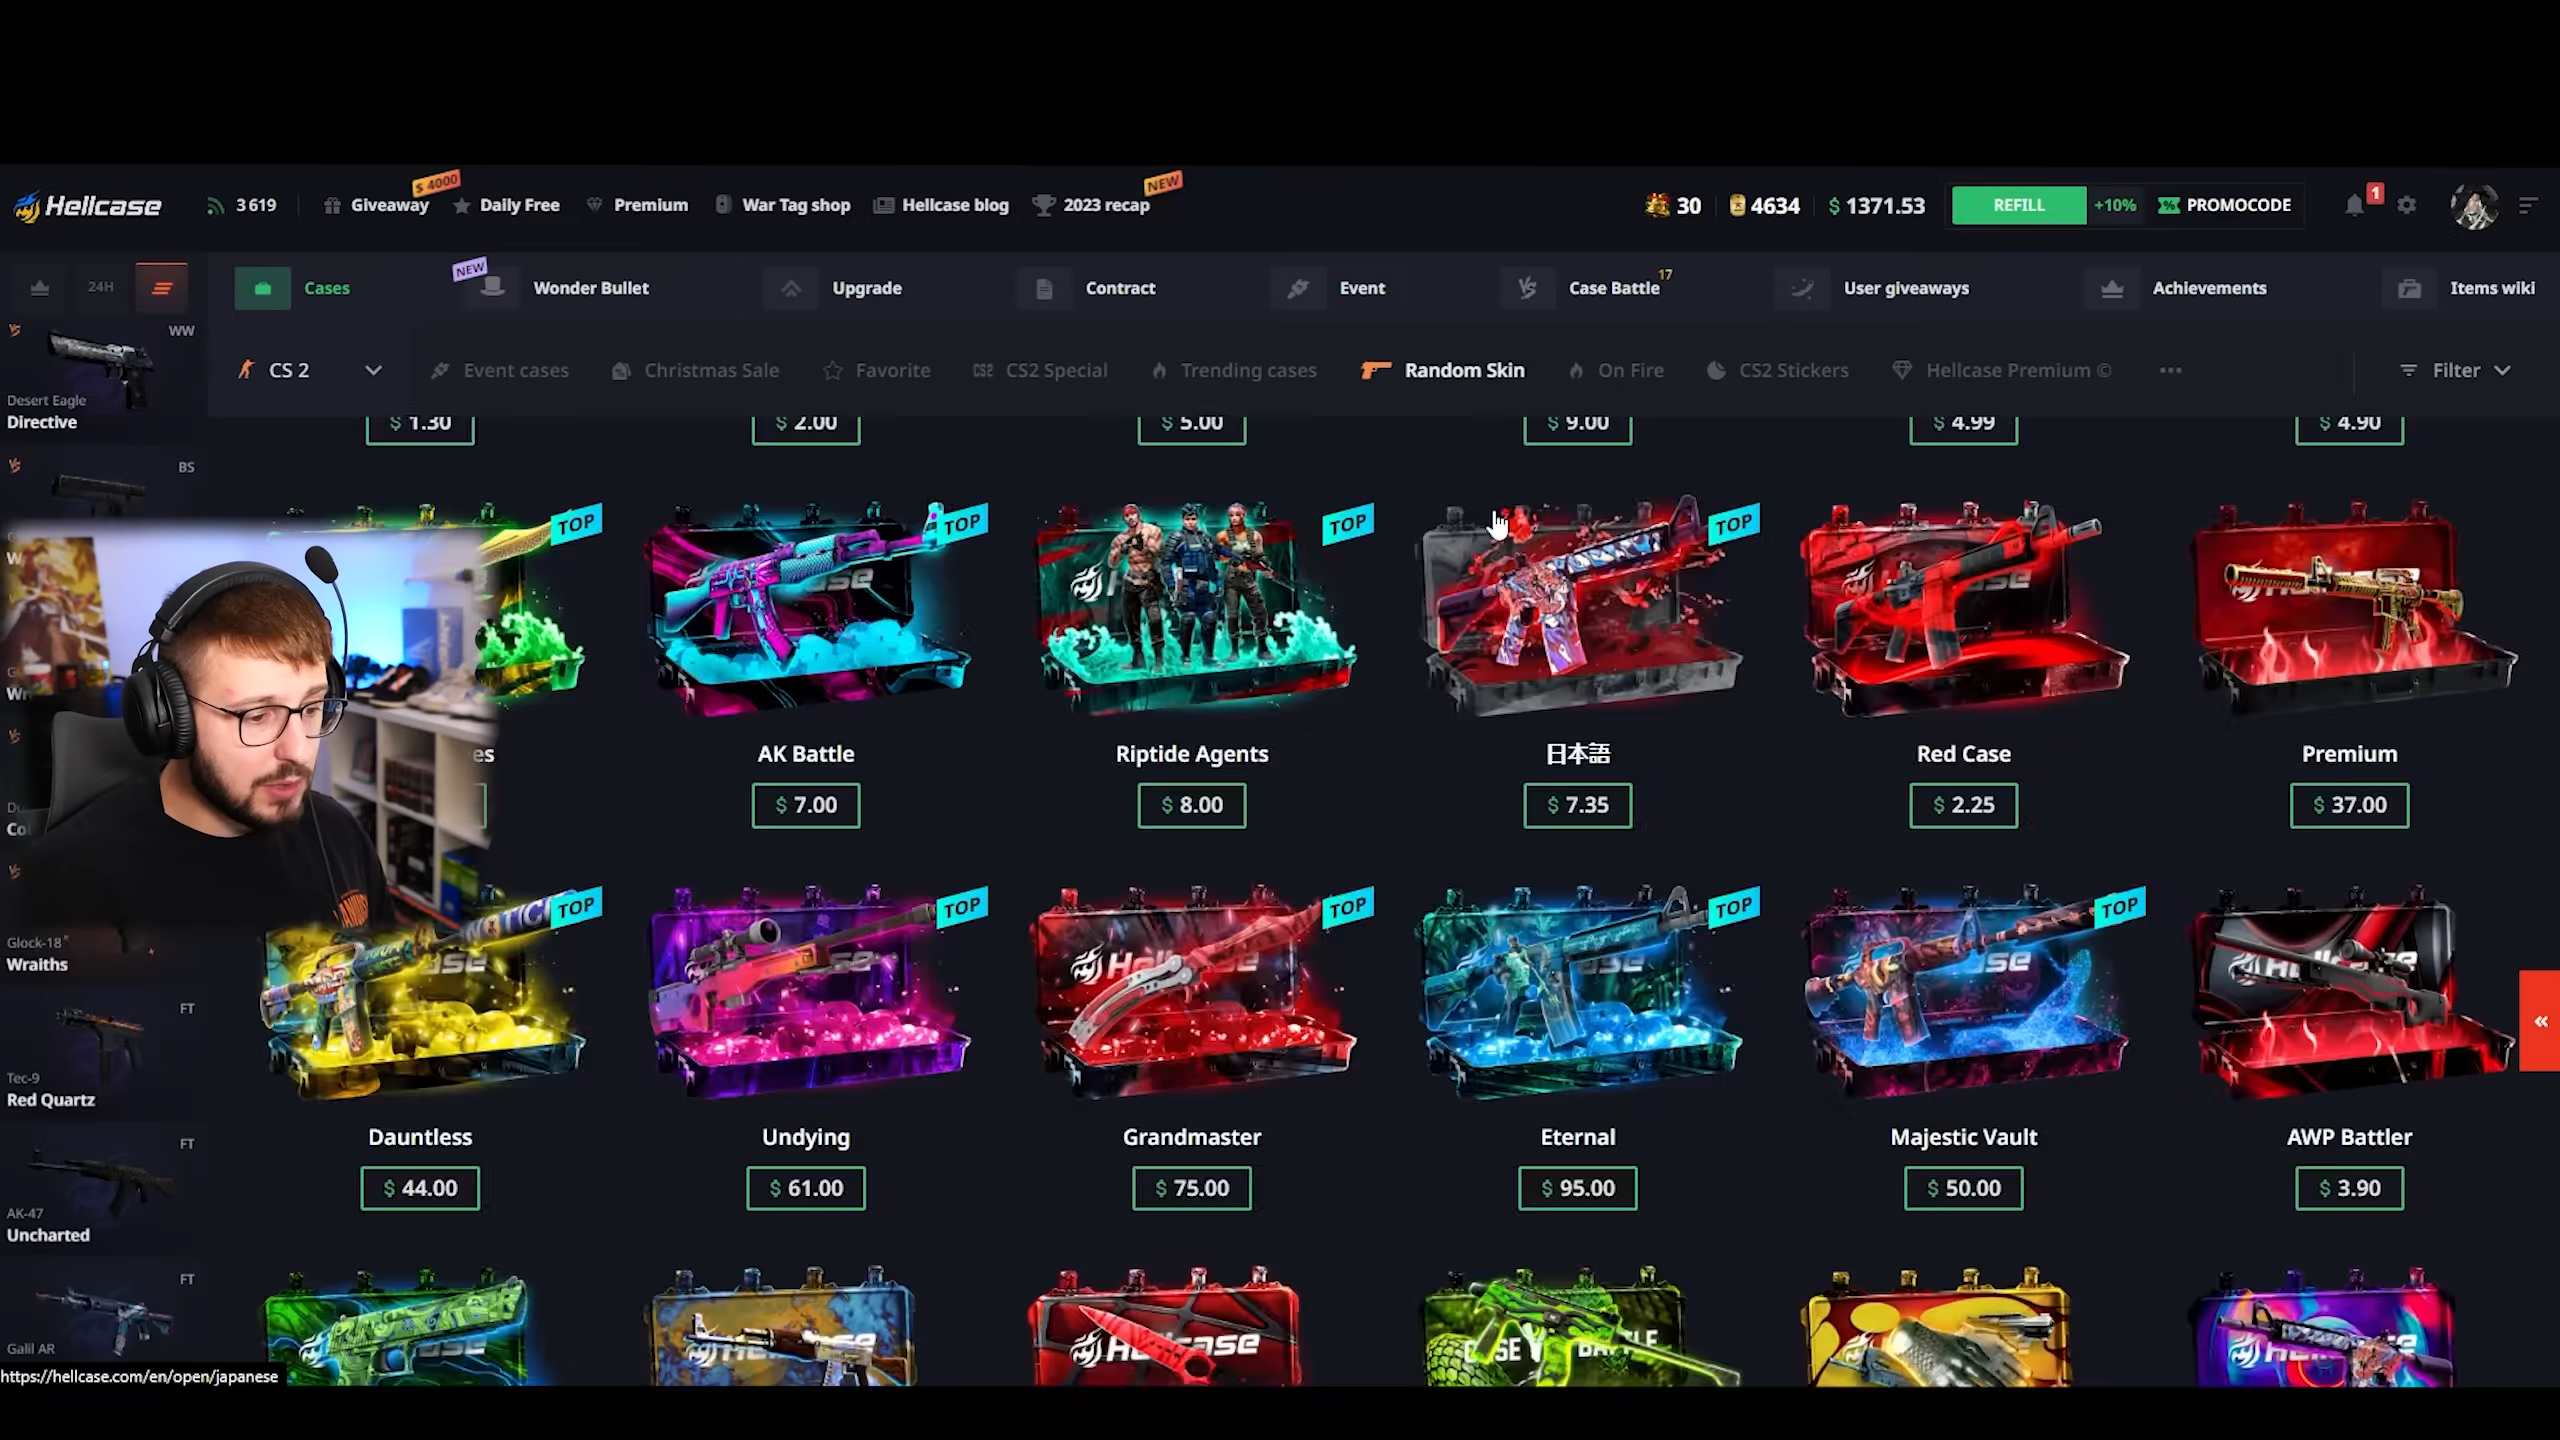 Hellcase
3 619
Giveaway
$ 4000
Daily Free
Premium
War Tag shop
Hellcase blog
2023 recap
NEW
30
4634
$ 1371.53
REFILL
+10%
PROMOCODE
1
24H
Cases
NEW
Wonder Bullet
Upgrade
Contract
Event
VS
Case Battle 17
User giveaways
Achievements
Items wiki
CS 2
Event cases
Christmas Sale
Favorite
CS2 CS2 Special
Trending cases
Random Skin
On Fire
CS2 Stickers
Hellcase Premium ©
Filter
WW
Desert Eagle
Directive
BS
$ 1.30
$ 2.00
$ 5.00
$ 9.00
$ 4.99
$ 4.90
TOP
TOP
TOP
TOP
es
AK Battle
Riptide Agents
日本語
Red Case
Premium
$ 7.00
$ 8.00
$ 7.35
$ 2.25
$ 37.00
TOP
TOP
TOP
TOP
TOP
Dauntless
Undying
Grandmaster
Eternal
Majestic Vault
AWP Battler
$ 44.00
$ 61.00
$ 75.00
$ 95.00
$ 50.00
$ 3.90
Glock-18
Wraiths
FT
Tec-9
Red Quartz
FT
AK-47
Uncharted
FT
Galil AR
https://hellcase.com/en/open/japanese